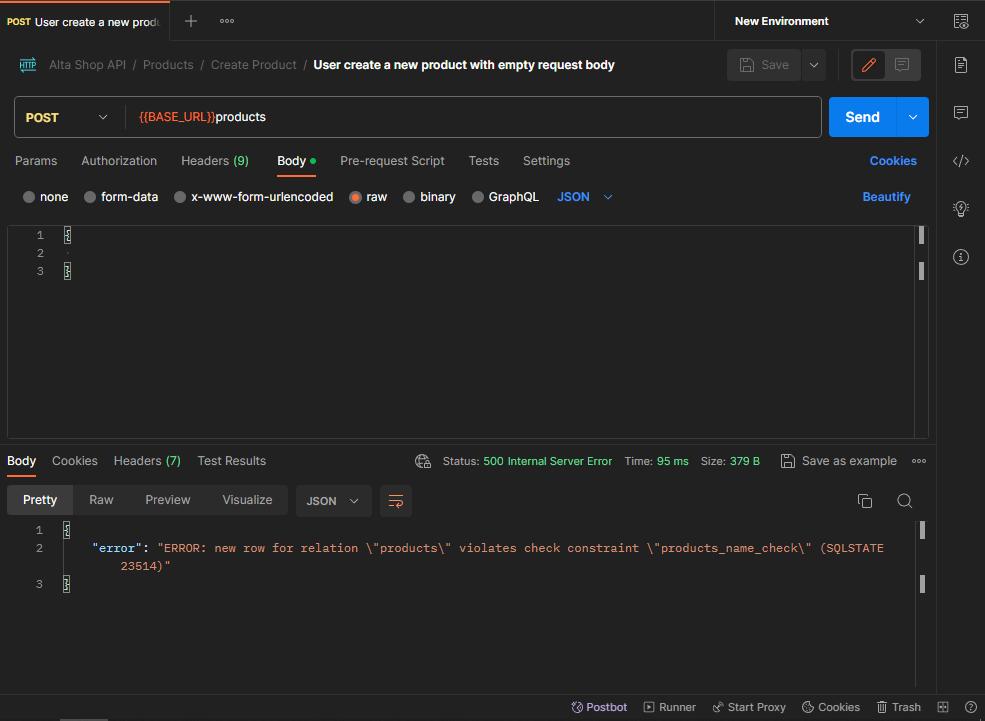 POST User create a new produ
New Environment
HTTP Alta Shop API / Products / Create Product / User create a new product with empty request body
Save
POST {{BASE_URL}}products
Send
Params Authorization Headers (9) Body Pre-request Script Tests Settings Cookies
none form-data x-www-form-urlencoded raw binary GraphQL JSON Beautify
1 {
2
3 }
Body Cookies Headers (7) Test Results Status: 500 Internal Server Error Time: 95 ms Size: 379 B Save as example
Pretty Raw Preview Visualize JSON
1 {
2 "error": "ERROR: new row for relation \"products\" violates check constraint \"products_name_check\" (SQLSTATE
23514)"
3 }
Postbot Runner Start Proxy Cookies Trash